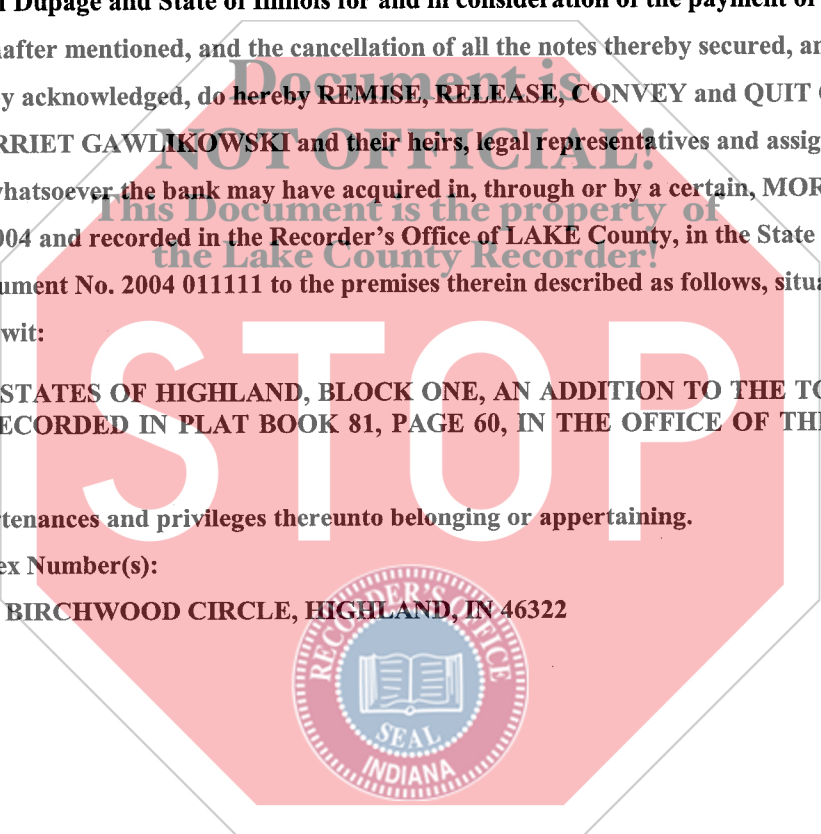 Dupage and State of Illinois for and in consideration of the payment of
nafter mentioned, and the cancellation of all the notes thereby secured, an
y acknowledged, do hereby REMISE, RELEASE, CONVEY and QUIT
RRIET GAWLIKOWSKI and their heirs, legal representatives and assig
whatsoever the bank may have acquired in, through or by a certain, MOR
004 and recorded in the Recorder's Office of LAKE County, in the State
ument No. 2004 011111 to the premises therein described as follows, situa
wit:
STATES OF HIGHLAND, BLOCK ONE, AN ADDITION TO THE TO
ECORDED IN PLAT BOOK 81, PAGE 60, IN THE OFFICE OF THE
rtenances and privileges thereunto belonging or appertaining.
ex Number(s):
BIRCHWOOD CIRCLE, HIGHLAND, IN 46322
Document is
NOT OFFICIAL!
This Document is the property of
the Lake County Recorder!
STOP
RECORDER'S OFFICE
SEAL
INDIANA